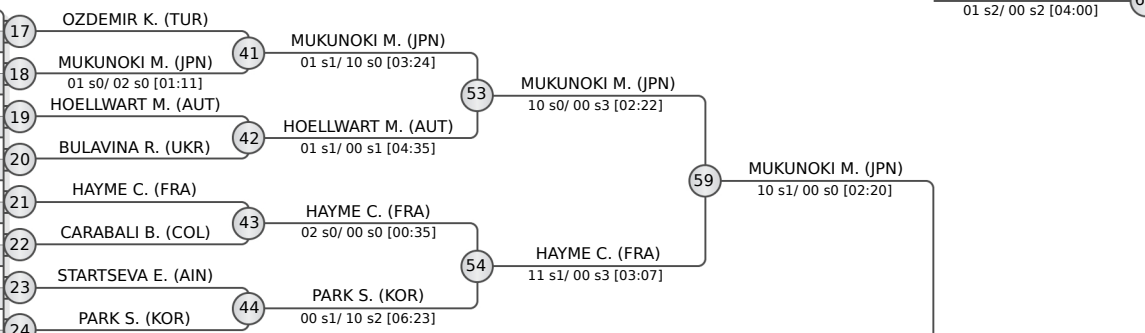 01 s2/ 00 s2 [04:00]
17
OZDEMIR K. (TUR)
18
MUKUNOKI M. (JPN)
01 s0/ 02 s0 [01:11]
41
MUKUNOKI M. (JPN)
01 s1/ 10 s0 [03:24]
19
HOELLWART M. (AUT)
20
BULAVINA R. (UKR)
42
HOELLWART M. (AUT)
01 s1/ 00 s1 [04:35]
53
MUKUNOKI M. (JPN)
10 s0/ 00 s3 [02:22]
21
HAYME C. (FRA)
22
CARABALI B. (COL)
43
HAYME C. (FRA)
02 s0/ 00 s0 [00:35]
23
STARTSEVA E. (AIN)
24
PARK S. (KOR)
44
PARK S. (KOR)
00 s1/ 10 s2 [06:23]
54
HAYME C. (FRA)
11 s1/ 00 s3 [03:07]
59
MUKUNOKI M. (JPN)
10 s1/ 00 s0 [02:20]